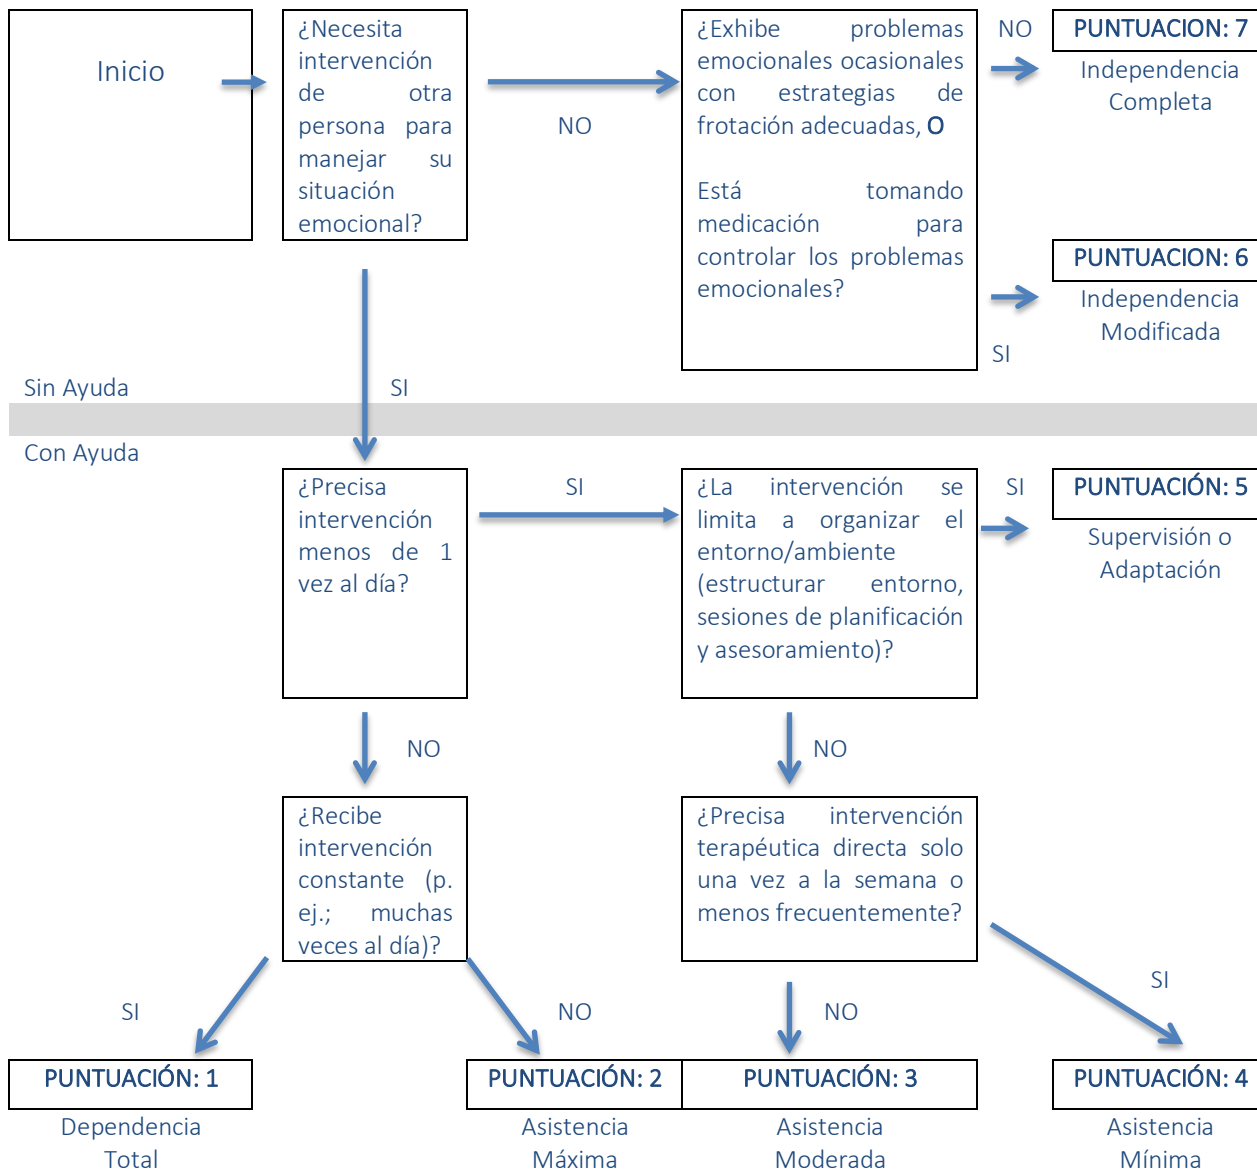 Inicio
¿Necesita
intervención
de otra
persona para
manejar su
situación
emocional?
NO
¿Exhibe problemas
emocionales ocasionales
con estrategias de
frotación adecuadas, O
Está tomando
medicación para
controlar los problemas
emocionales?
NO
PUNTUACION: 7
Independencia
Completa
PUNTUACION: 6
Independencia
Modificada
SI
Sin Ayuda
SI
Con Ayuda
¿Precisa
intervención
menos de 1
vez al día?
SI
¿La intervención se
limita a organizar el
entorno/ambiente
(estructurar entorno,
sesiones de planificación
y asesoramiento)?
SI
PUNTUACIÓN: 5
Supervisión o
Adaptación
NO
NO
¿Recibe
intervención
constante (p.
ej.; muchas
veces al día)?
¿Precisa intervención
terapéutica directa solo
una vez a la semana o
menos frecuentemente?
SI
NO
NO
SI
PUNTUACIÓN: 1
Dependencia
Total
PUNTUACIÓN: 2
Asistencia
Máxima
PUNTUACIÓN: 3
Asistencia
Moderada
PUNTUACIÓN: 4
Asistencia
Mínima